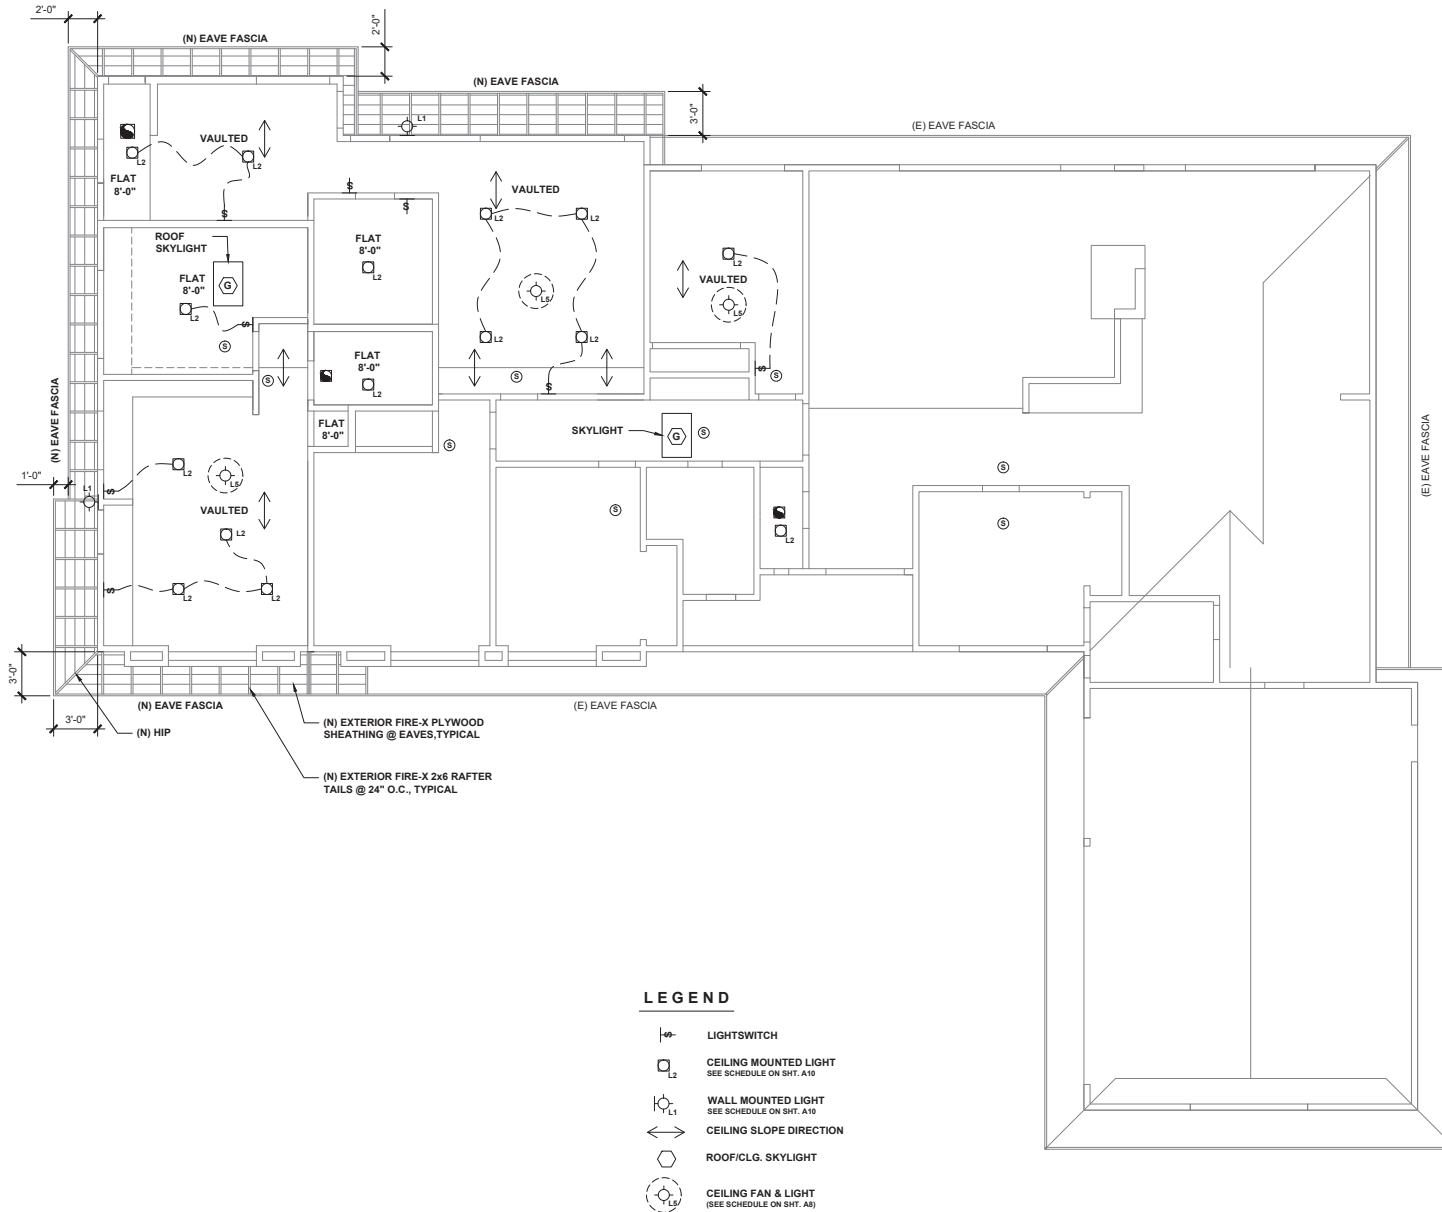 2'-0"
2'-0"
(N) EAVE FASCIA
(N) EAVE FASCIA
3'-0"
(E) EAVE FASCIA
L1
VAULTED
L2
L2
FLAT
8'-0"
S
S
S
VAULTED
L2
L2
ROOF
SKYLIGHT
FLAT
8'-0"
G
L2
S
S
FLAT
8'-0"
L2
L5
L2
L2
L2
VAULTED
L5
S
S
FLAT
8'-0"
L2
S
S
S
FLAT
8'-0"
S
SKYLIGHT
G
S
(N) EAVE FASCIA
(E) EAVE FASCIA
1'-0"
L1
S
L2
L5
VAULTED
L2
S
L2
L2
S
L2
S
S
3'-0"
3'-0"
(N) EAVE FASCIA
(E) EAVE FASCIA
(N) HIP
(N) EXTERIOR FIRE-X PLYWOOD
SHEATHING @ EAVES,TYPICAL
(N) EXTERIOR FIRE-X 2x6 RAFTER
TAILS @ 24" O.C., TYPICAL
LEGEND
S
LIGHTSWITCH
L2
CEILING MOUNTED LIGHT
SEE SCHEDULE ON SHT. A10
L1
WALL MOUNTED LIGHT
SEE SCHEDULE ON SHT. A10
CEILING SLOPE DIRECTION
ROOF/CLG. SKYLIGHT
L5
CEILING FAN & LIGHT
(SEE SCHEDULE ON SHT. A8)